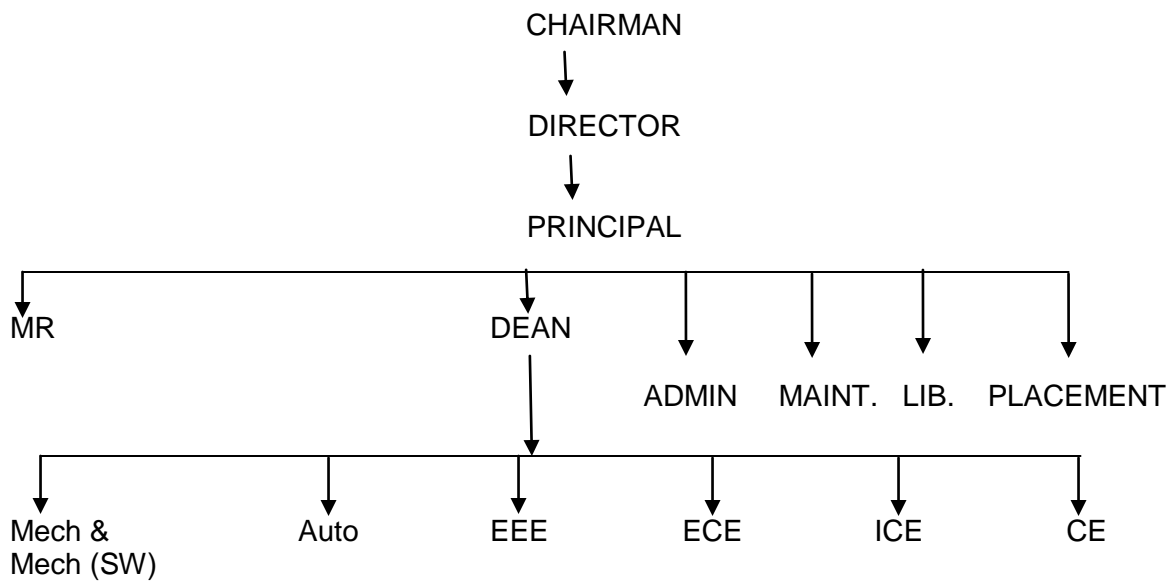 CHAIRMAN
DIRECTOR
PRINCIPAL
MR DEAN
ADMIN MAINT. LIB. PLACEMENT
Mech & Auto EEE ECE ICE CE
Mech (SW)